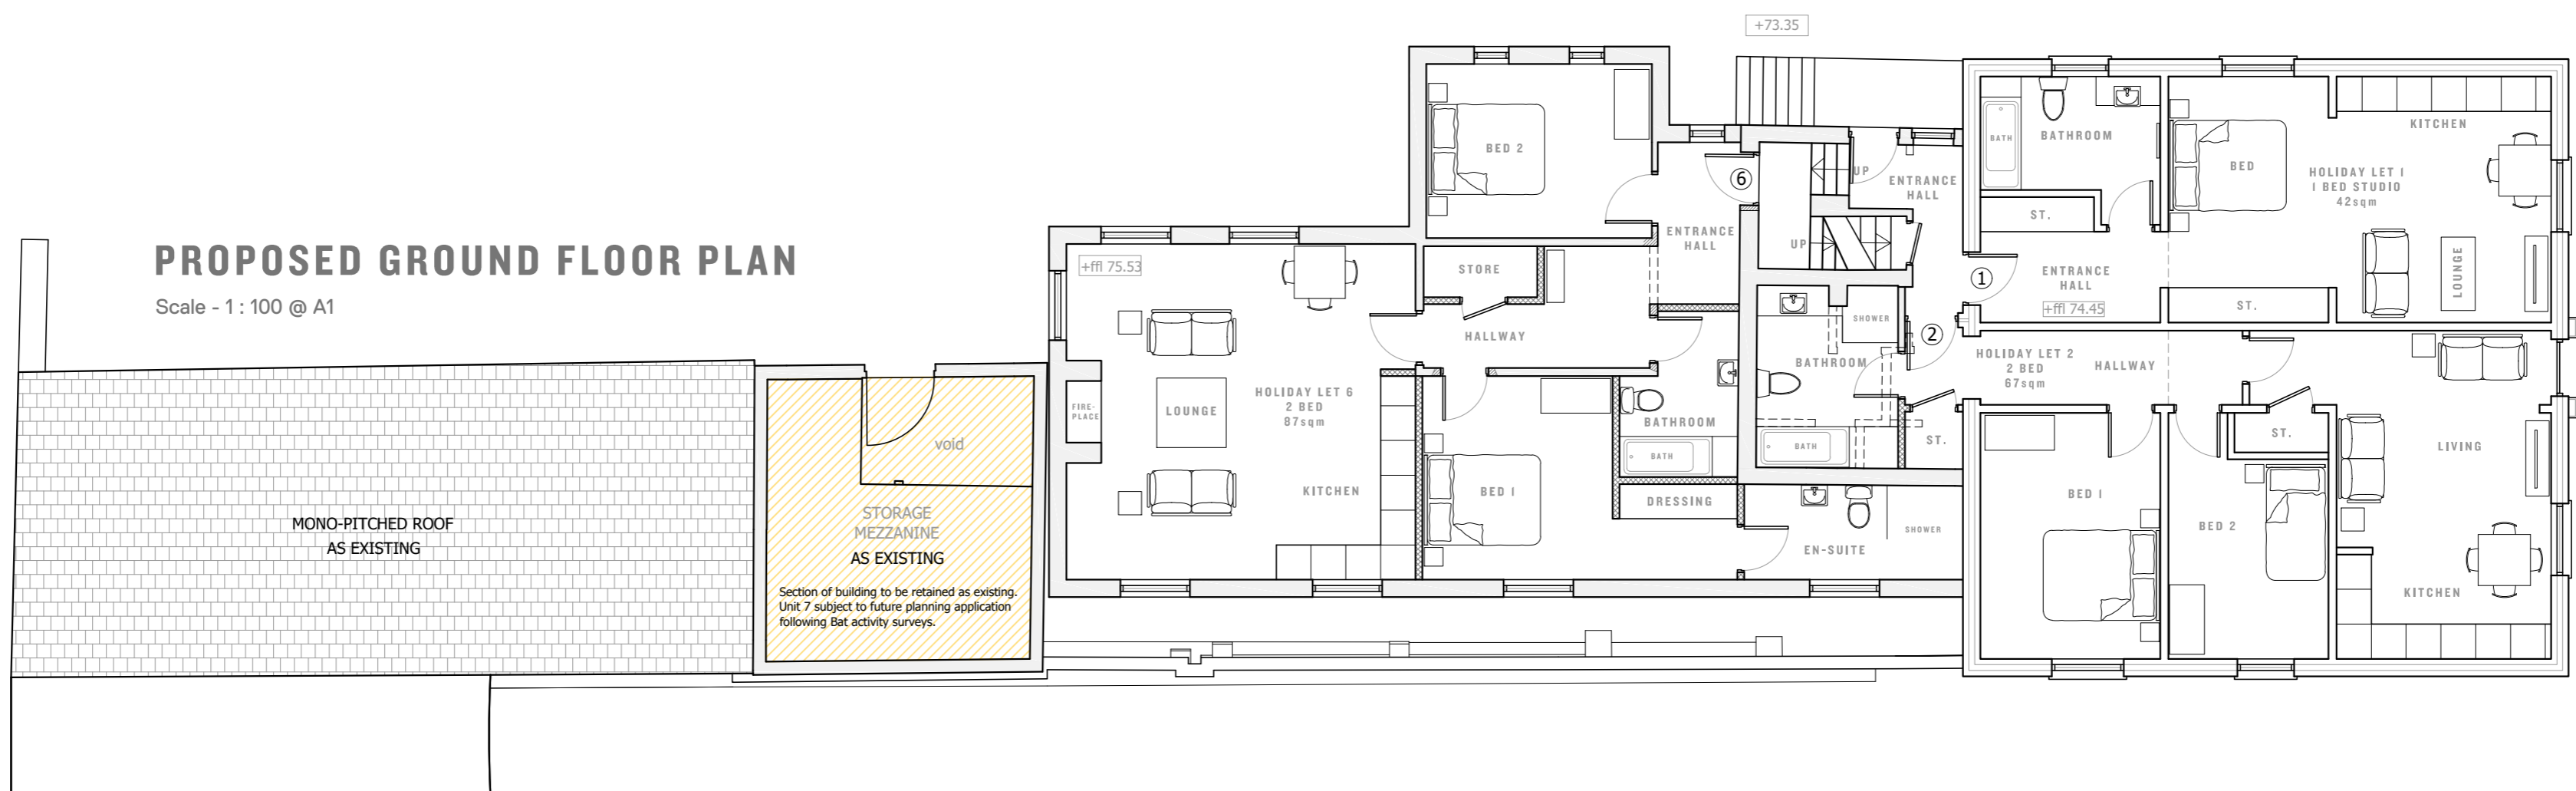 +73.35
PROPOSED GROUND FLOOR PLAN
Scale - 1 : 100 @ A1
MONO-PITCHED ROOF
AS EXISTING
void
STORAGE
MEZZANINE
AS EXISTING
Section of building to be retained as existing.
Unit 7 subject to future planning application
following Bat activity surveys.
+ffl 75.53
FIRE-
PLACE
LOUNGE
HOLIDAY LET 6
2 BED
87sqm
KITCHEN
BED 2
STORE
HALLWAY
ENTRANCE
HALL
6
BED 1
BATHROOM
BATH
DRESSING
EN-SUITE
SHOWER
UP
UP
ENTRANCE
HALL
SHOWER
BATHROOM
BATH
2
ST.
1
BATH
BATHROOM
ST.
ENTRANCE
HALL
+ffl 74.45
BED
HOLIDAY LET 1
1 BED STUDIO
42sqm
KITCHEN
LOUNGE
ST.
HOLIDAY LET 2
2 BED
67sqm
HALLWAY
BED 1
BED 2
ST.
LIVING
KITCHEN